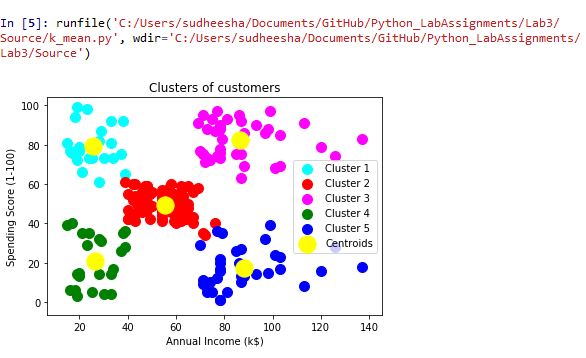 In [5]: runfile('C:/Users/sudheesha/Documents/GitHub/Python_LabAssignments/Lab3/
Source/k_mean.py', wdir='C:/Users/sudheesha/Documents/GitHub/Python_LabAssignments/
Lab3/Source')
Clusters of customers
100
80
60
40
20
0
Spending Score (1-100)
Cluster 1
Cluster 2
Cluster 3
Cluster 4
Cluster 5
Centroids
20 40 60 80 100 120 140
Annual Income (k$)